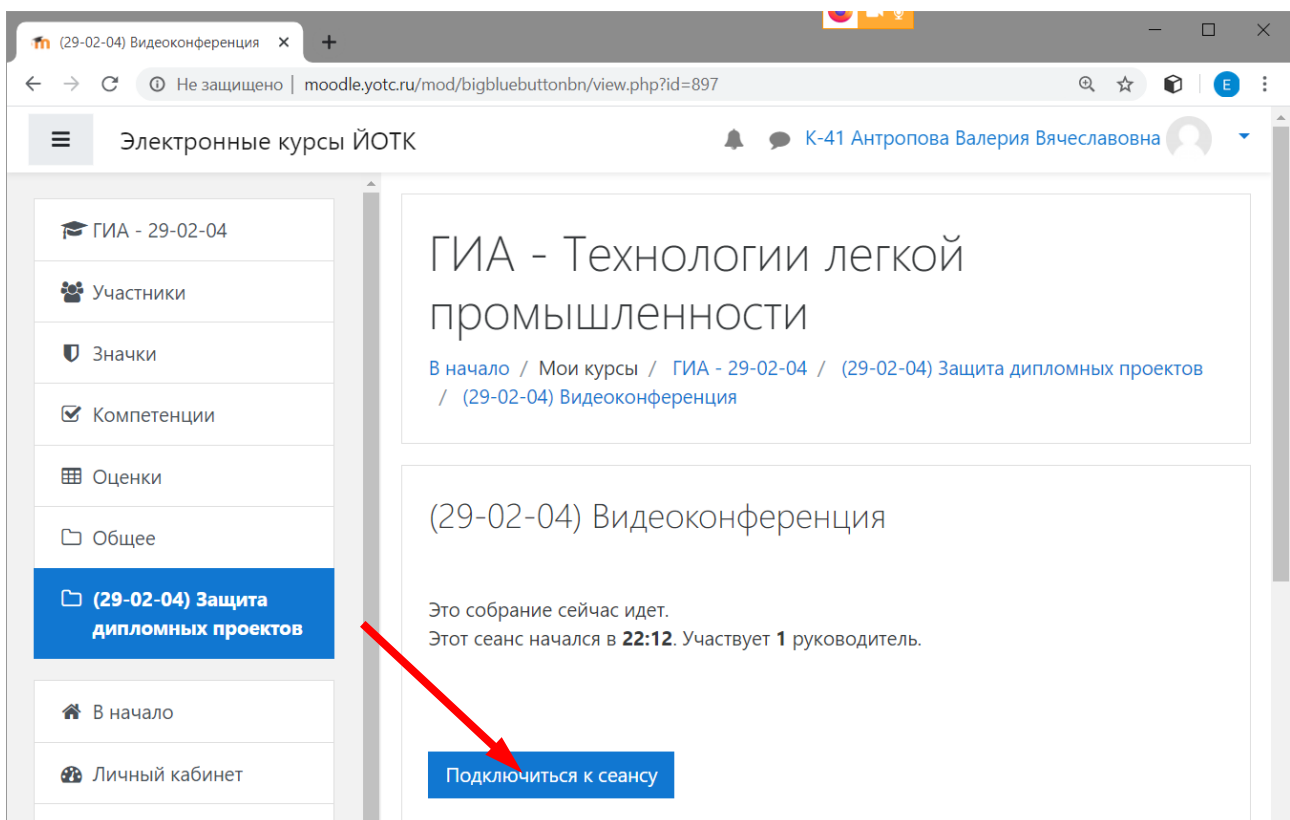 (29-02-04) Видеоконференция
Не защищено | moodle.yotc.ru/mod/bigbluebuttonbn/view.php?id=897
E
Электронные курсы ЙОТК
К-41 Антропова Валерия Вячеславовна
ГИА - 29-02-04
Участники
Значки
Компетенции
Оценки
Общее
(29-02-04) Защита
дипломных проектов
В начало
Личный кабинет
ГИА - Технологии легкой
промышленности
В начало / Мои курсы / ГИА - 29-02-04 / (29-02-04) Защита дипломных проектов
/ (29-02-04) Видеоконференция
(29-02-04) Видеоконференция
Это собрание сейчас идет.
Этот сеанс начался в 22:12. Участвует 1 руководитель.
Подключиться к сеансу